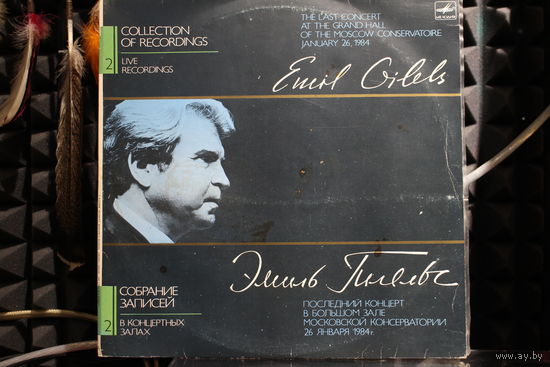 COLLECTION
OF RECORDINGS
2
LIVE
RECORDINGS
THE LAST CONCERT
AT THE GRAND HALL
OF THE MOSCOW CONSERVATOIRE
JANUARY 26, 1984
Emil Gilels
Эмиль Гилельс
СОБРАНИЕ
ЗАПИСЕЙ
2
В КОНЦЕРТНЫХ
ЗАЛАХ
ПОСЛЕДНИЙ КОНЦЕРТ
В БОЛЬШОМ ЗАЛЕ
МОСКОВСКОЙ КОНСЕРВАТОРИИ
26 ЯНВАРЯ 1984 г.
www.ay.by